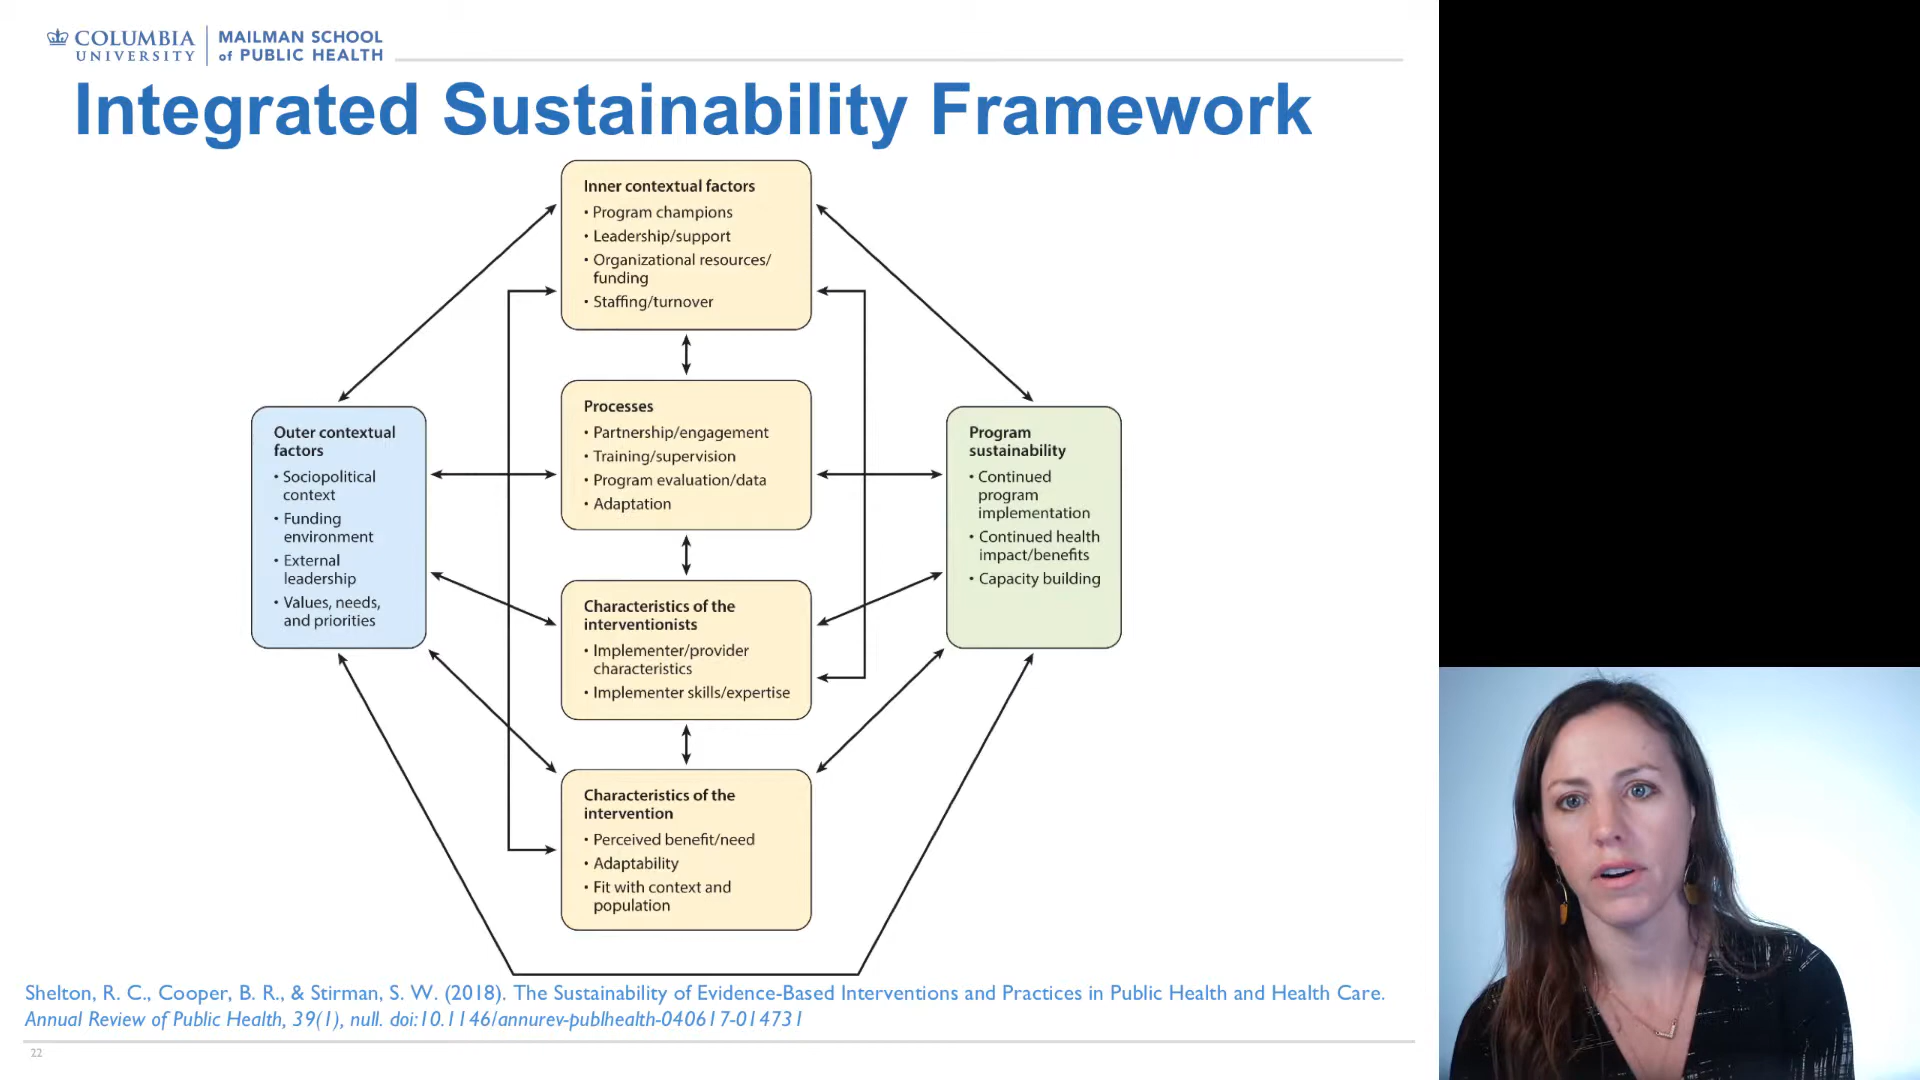 COLUMBIA
UNIVERSITY
MAILMAN SCHOOL
of PUBLIC HEALTH
Integrated Sustainability Framework
Inner contextual factors
• Program champions
• Leadership/support
• Organizational resources/
funding
• Staffing/turnover
Processes
• Partnership/engagement
• Training/supervision
• Program evaluation/data
• Adaptation
Outer contextual
factors
• Sociopolitical
context
• Funding
environment
• External
leadership
• Values, needs,
and priorities
Program
sustainability
• Continued
program
implementation
• Continued health
impact/benefits
• Capacity building
Characteristics of the
interventionists
• Implementer/provider
characteristics
• Implementer skills/expertise
Characteristics of the
intervention
• Perceived benefit/need
• Adaptability
• Fit with context and
population
Shelton, R. C., Cooper, B. R., & Stirman, S. W. (2018). The Sustainability of Evidence-Based Interventions and Practices in Public Health and Health Care.
Annual Review of Public Health, 39(1), null. doi:10.1146/annurev-publhealth-040617-014731
22